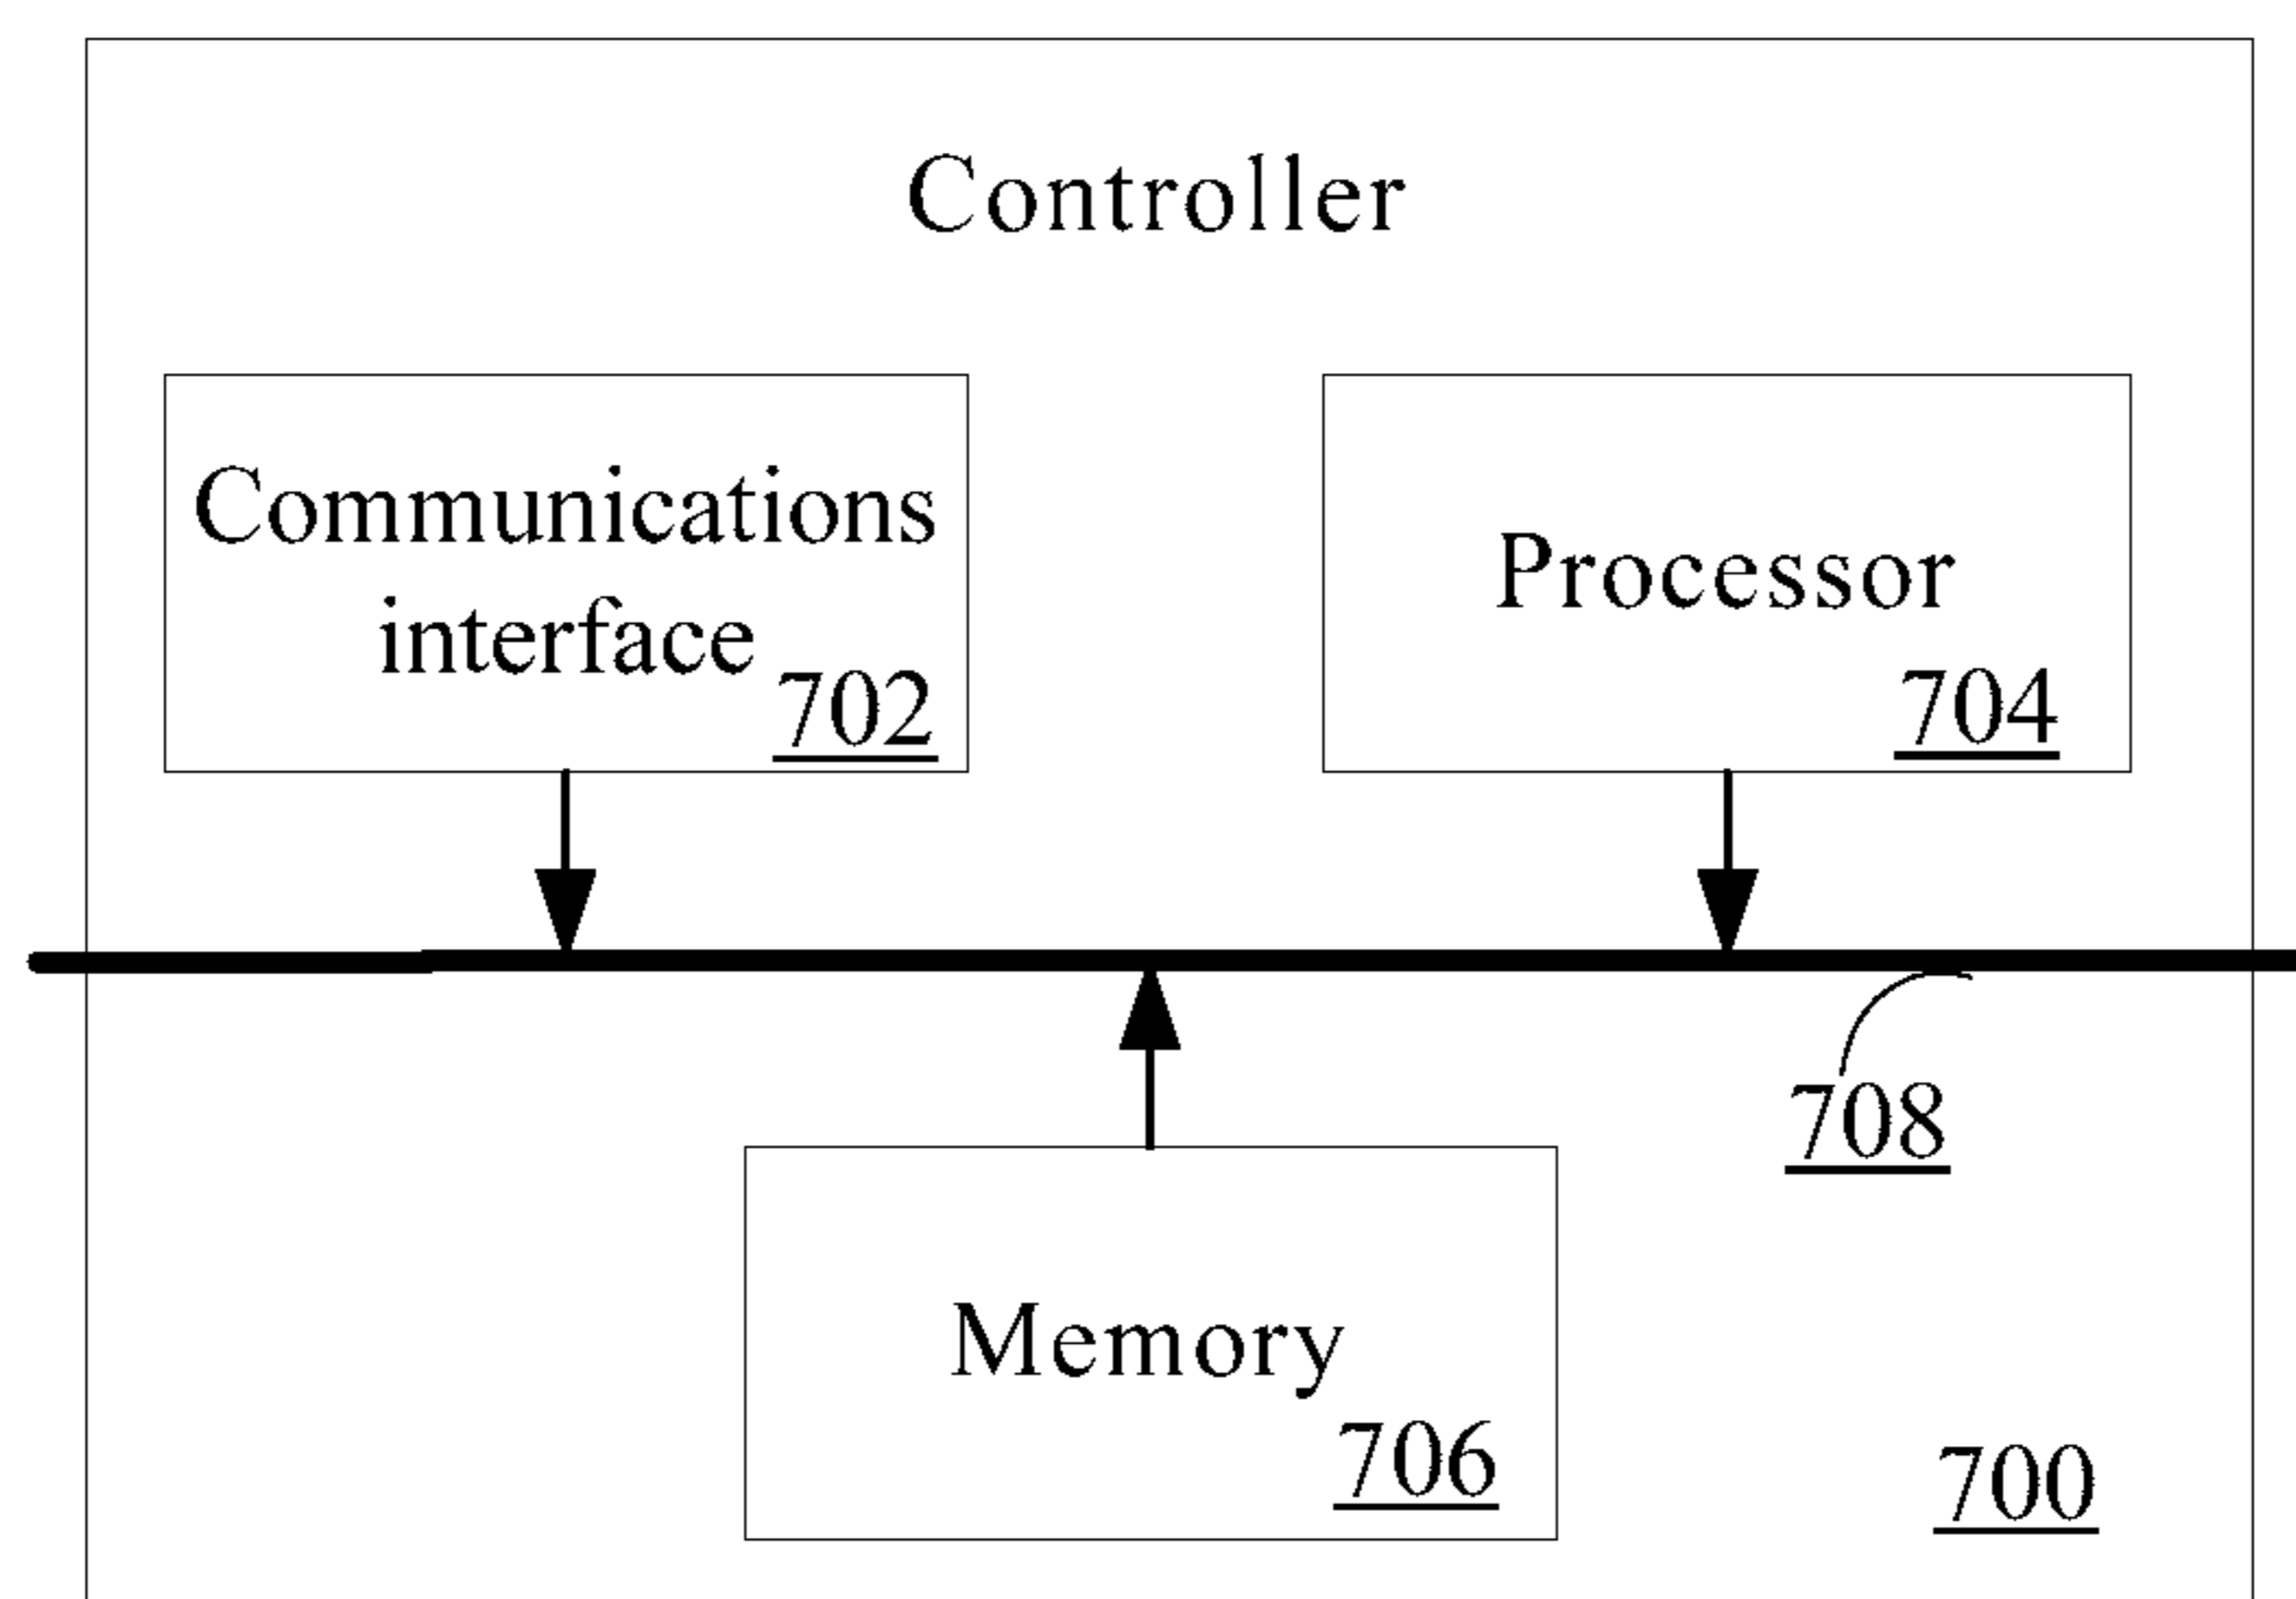 Controller
Communications
interface
702
Processor
704
708
Memory
706
700